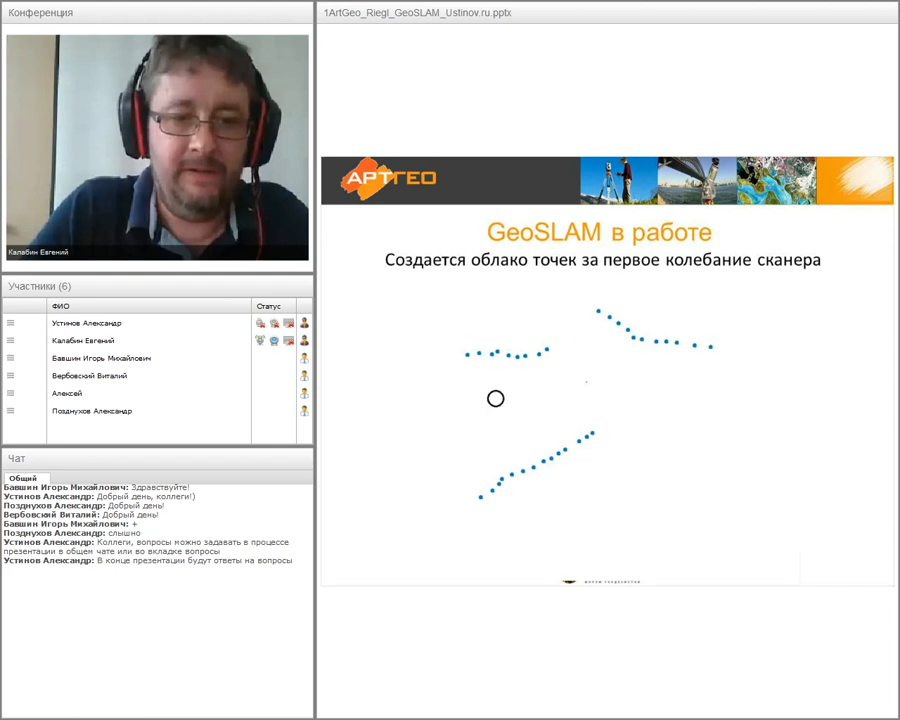 Конференция
Калабин Евгений
Участники (6)
ФИО
Статус
Устинов Александр
Калабин Евгений
Бавшин Игорь Михайлович
Вербовский Виталий
Алексей
Позднухов Александр
Чат
Общий
Бавшин Игорь Михайлович: Здравствуйте!
Устинов Александр: Добрый день, коллеги!)
Позднухов Александр: Добрый день!
Вербовский Виталий: Добрый день!
Бавшин Игорь Михайлович: +
Позднухов Александр: слышно
Устинов Александр: Коллеги, вопросы можно задавать в процессе
презентации в общем чате или во вкладке вопросы
Устинов Александр: В конце презентации будут ответы на вопросы
1ArtGeo_Riegl_GeoSLAM_Ustinov.ru.pptx
АРТГЕО
GeoSLAM в работе
Создается облако точек за первое колебание сканера